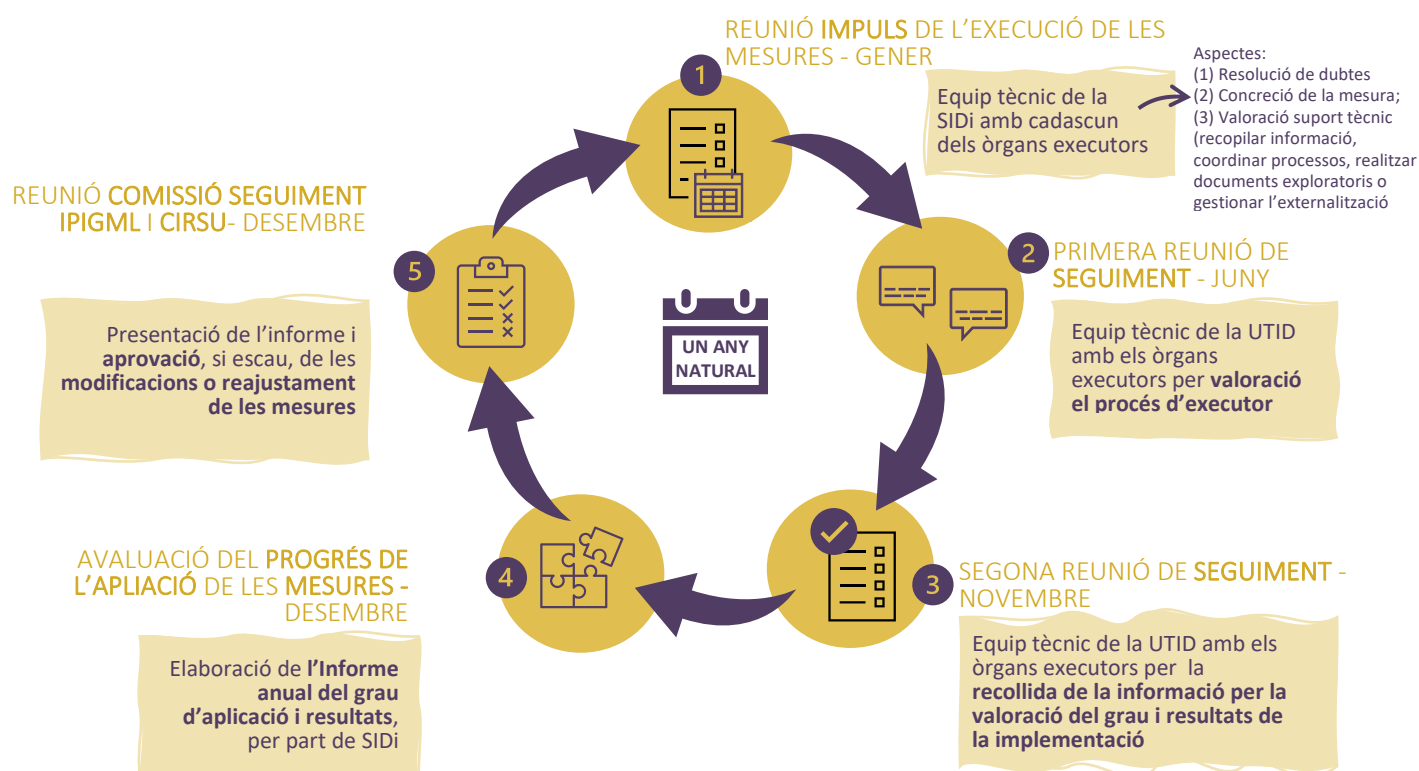 REUNIÓ IMPULS DE L'EXECUCIÓ DE LES
MESURES - GENER
1
Equip tècnic de la
SIDi amb cadascun
dels òrgans executors
Aspectes:
(1) Resolució de dubtes
(2) Concreció de la mesura;
(3) Valoració suport tècnic
(recopilar informació,
coordinar processos, realitzar
documents exploratoris o
gestionar l'externalització
2
PRIMERA REUNIÓ DE
SEGUIMENT - JUNY
Equip tècnic de la UTID
amb els òrgans
executors per valoració
el procés d'executor
3
SEGONA REUNIÓ DE SEGUIMENT -
NOVEMBRE
Equip tècnic de la UTID amb els
òrgans executors per la
recollida de la informació per la
valoració del grau i resultats de
la implementació
4
AVALUACIÓ DEL PROGRÉS DE
L'APLIACIÓ DE LES MESURES -
DESEMBRE
Elaboració de l'Informe
anual del grau
d'aplicació i resultats,
per part de SIDi
5
REUNIÓ COMISSIÓ SEGUIMENT
IPIGML I CIRSU- DESEMBRE
Presentació de l'informe i
aprovació, si escau, de les
modificacions o reajustament
de les mesures
UN ANY
NATURAL